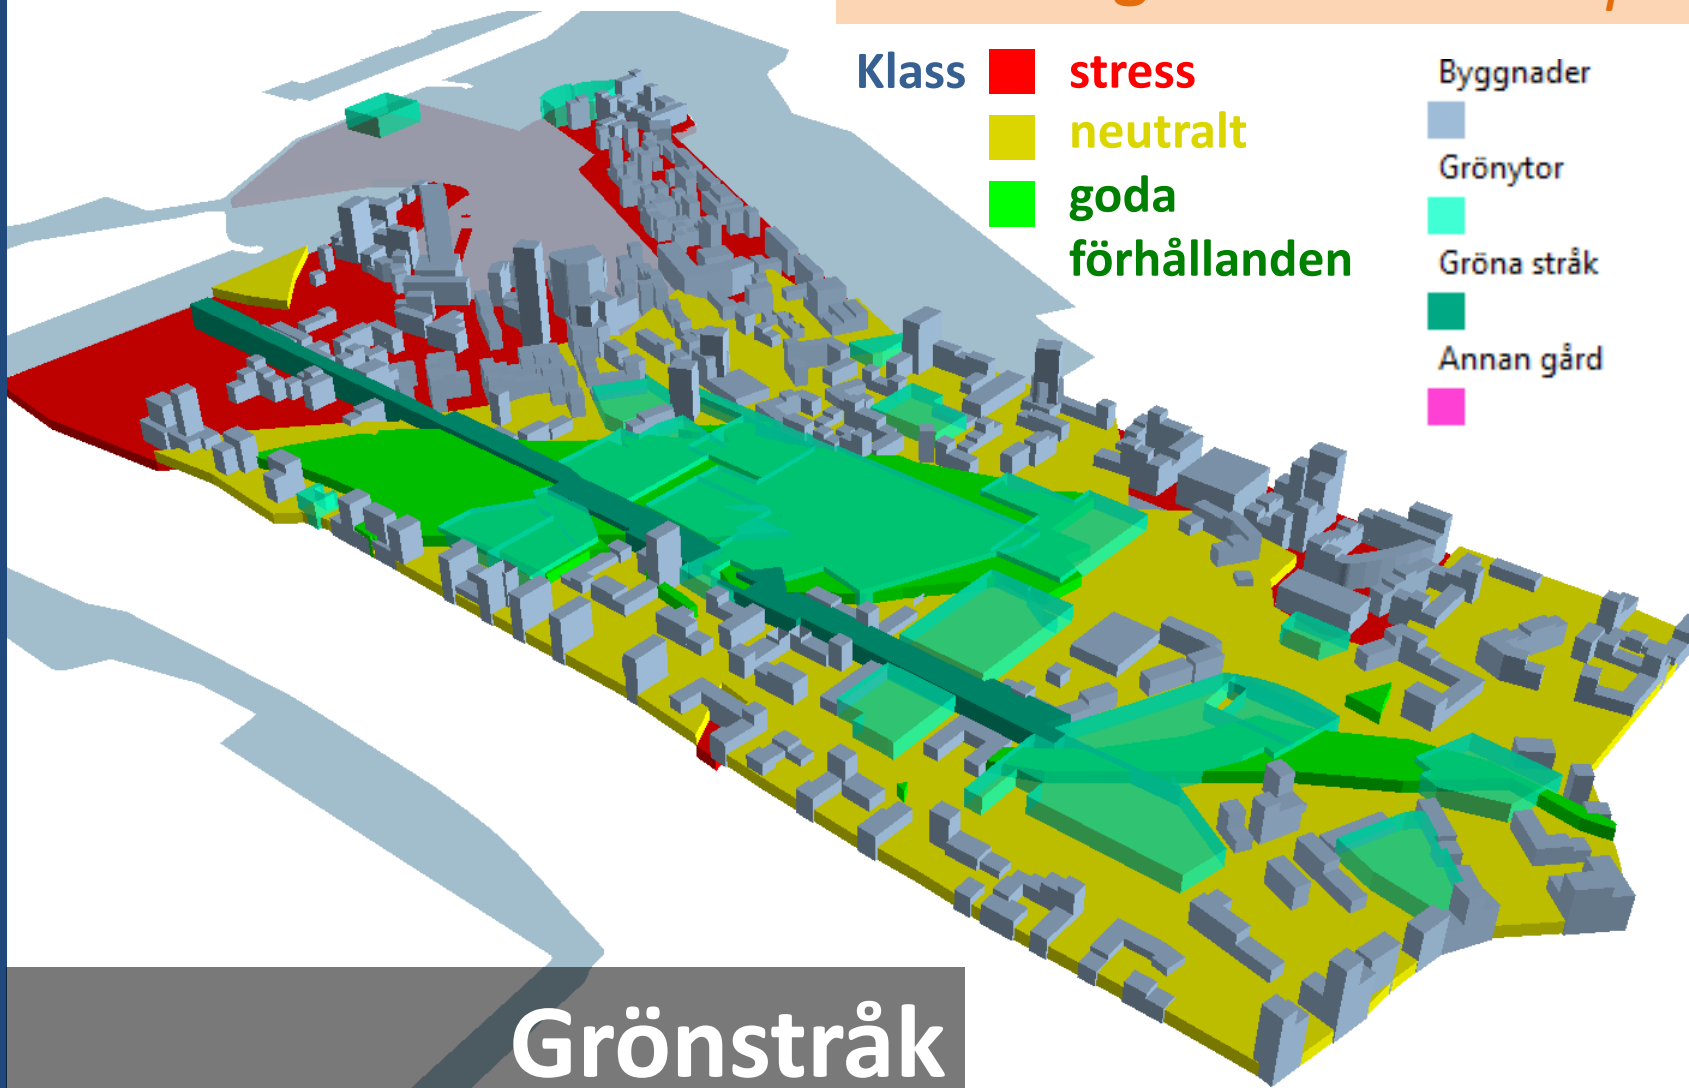 Klass
stress
neutralt
goda
förhållanden
Byggnader
Grönytor
Gröna stråk
Annan gård
Grönstråk